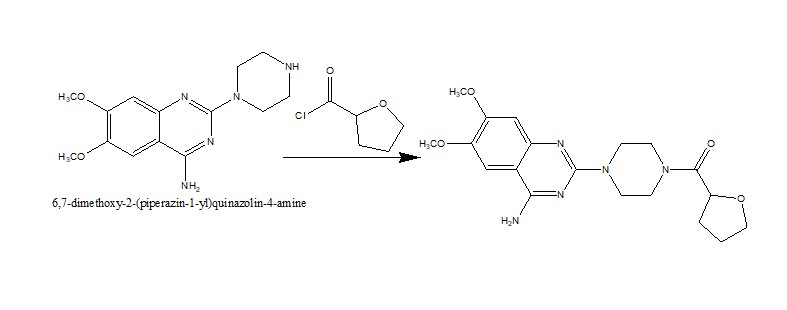 H₃CO
H₃CO
N
N
N
NH
NH₂
O
Cl
O
6,7-dimethoxy-2-(piperazin-1-yl)quinazolin-4-amine
H₃CO
H₃CO
N
N
H₂N
N
N
O
O